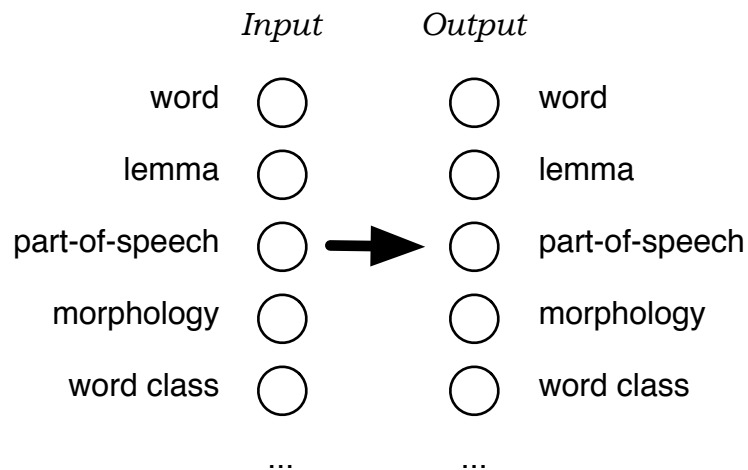 Input Output
word word
lemma lemma
part-of-speech part-of-speech
morphology morphology
word class word class
... ...